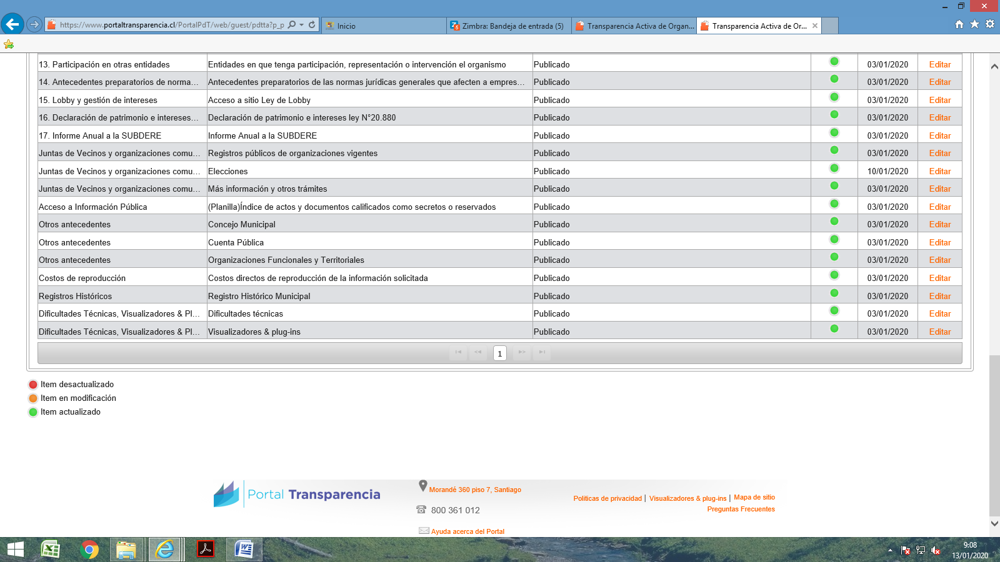 https://www.portaltransparencia.cl/PortalPdT/web/guest/pdtta?p_p
Inicio
Zimbra: Bandeja de entrada (5)
Transparencia Activa de Organ...
Transparencia Activa de Or...
13. Participación en otras entidades Entidades en que tenga participación, representación o intervención el organismo Publicado 03/01/2020 Editar
14. Antecedentes preparatorios de norma... Antecedentes preparatorios de las normas jurídicas generales que afecten a empres... Publicado 03/01/2020 Editar
15. Lobby y gestión de intereses Acceso a sitio Ley de Lobby Publicado 03/01/2020 Editar
16. Declaración de patrimonio e intereses... Declaración de patrimonio e intereses ley N°20.880 Publicado 03/01/2020 Editar
17. Informe Anual a la SUBDERE Informe Anual a la SUBDERE Publicado 03/01/2020 Editar
Juntas de Vecinos y organizaciones comu... Registros públicos de organizaciones vigentes Publicado 03/01/2020 Editar
Juntas de Vecinos y organizaciones comu... Elecciones Publicado 10/01/2020 Editar
Juntas de Vecinos y organizaciones comu... Más información y otros trámites Publicado 03/01/2020 Editar
Acceso a Información Pública (Planilla)Índice de actos y documentos calificados como secretos o reservados Publicado 03/01/2020 Editar
Otros antecedentes Concejo Municipal Publicado 03/01/2020 Editar
Otros antecedentes Cuenta Pública Publicado 03/01/2020 Editar
Otros antecedentes Organizaciones Funcionales y Territoriales Publicado 03/01/2020 Editar
Costos de reproducción Costos directos de reproducción de la información solicitada Publicado 03/01/2020 Editar
Registros Históricos Registro Histórico Municipal Publicado 03/01/2020 Editar
Dificultades Técnicas, Visualizadores & Pl... Dificultades técnicas Publicado 03/01/2020 Editar
Dificultades Técnicas, Visualizadores & Pl... Visualizadores & plug-ins Publicado 03/01/2020 Editar
1
Item desactualizado
Item en modificación
Item actualizado
Portal Transparencia
Morandé 360 piso 7, Santiago
800 361 012
Ayuda acerca del Portal
Politicas de privacidad | Visualizadores & plug-ins | Mapa de sitio
Preguntas Frecuentes
9:08
13/01/2020